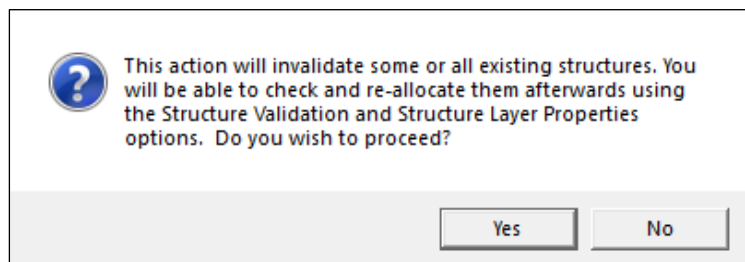 This action will invalidate some or all existing structures. You
will be able to check and re-allocate them afterwards using
the Structure Validation and Structure Layer Properties
options.  Do you wish to proceed?
Yes
No